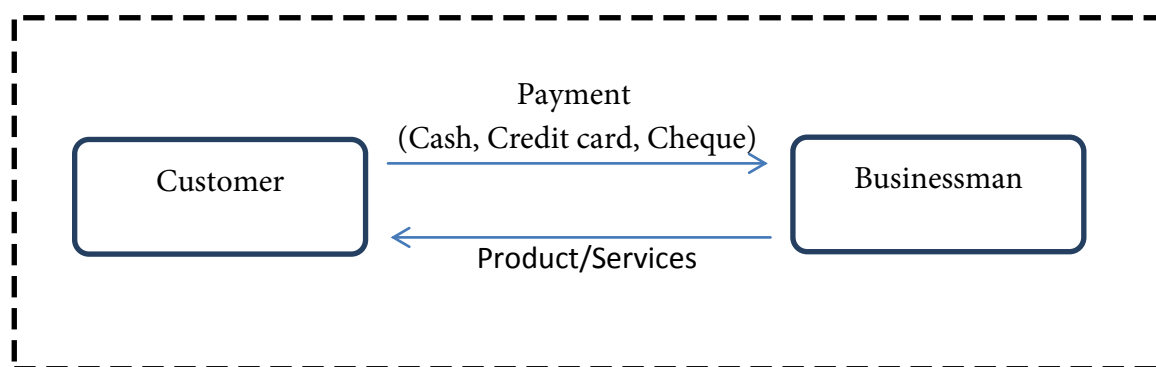 Payment
(Cash, Credit card, Cheque)
Customer
Businessman
Product/Services